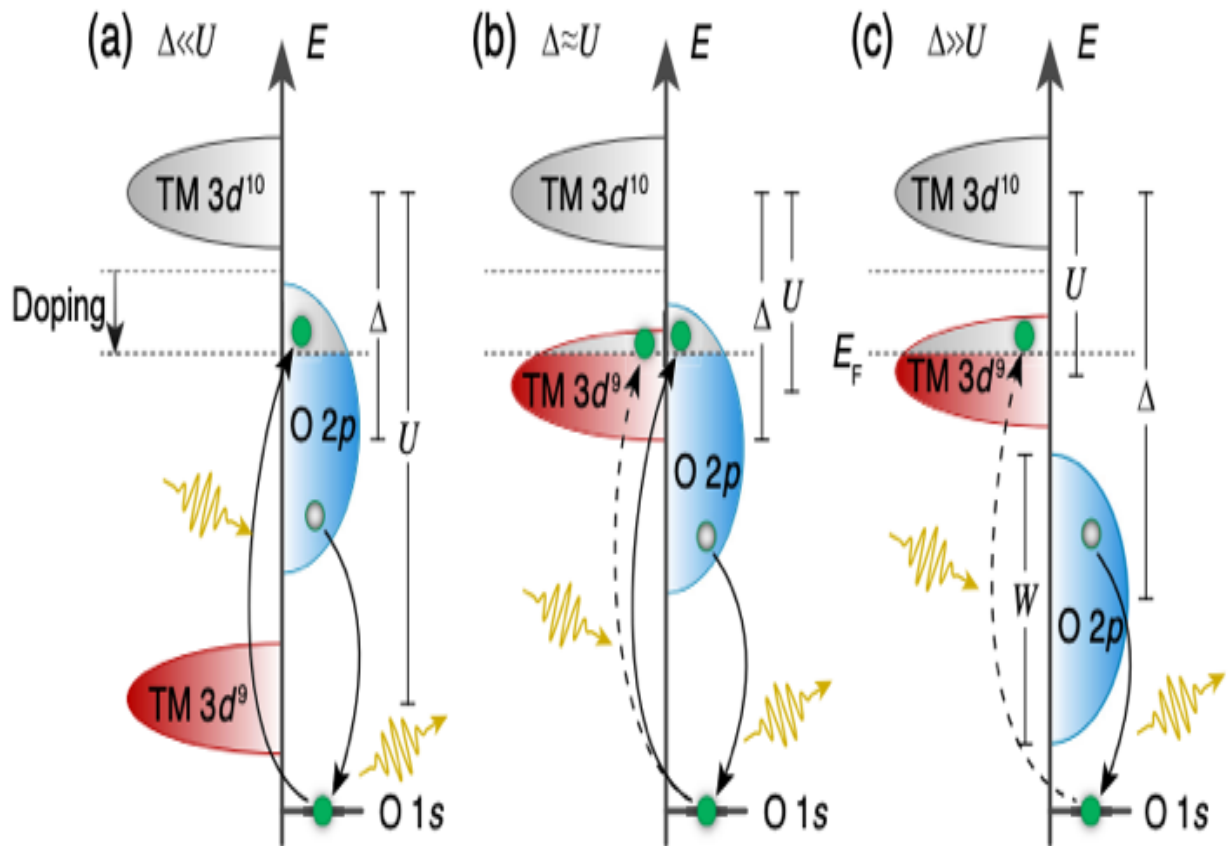 (a) Δ≪U E
TM 3d¹⁰
Doping
Δ
U
O 2p
TM 3d⁹
O 1s
(b) Δ≈U E
TM 3d¹⁰
U
Δ
TM 3d⁹
O 2p
O 1s
(c) Δ≫U E
TM 3d¹⁰
U
E_F
TM 3d⁹
Δ
W
O 2p
O 1s